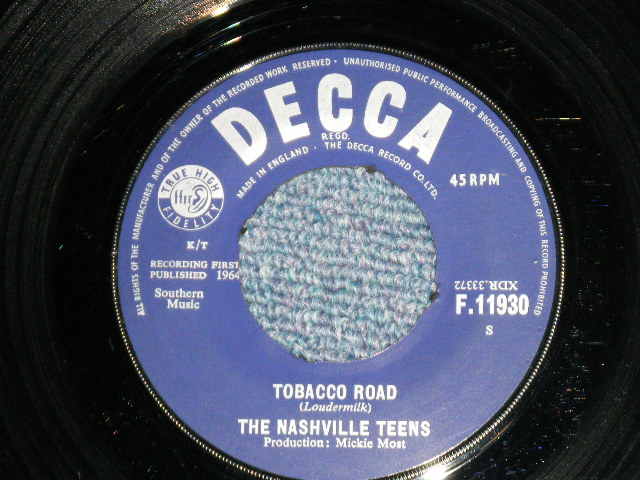 ALL RIGHTS OF THE MANUFACTURER AND OF THE OWNER OF THE RECORDED WORK RESERVED · UNAUTHORISED PUBLIC PERFORMANCE BROADCASTING AND COPYING OF THIS RECORD PROHIBITED
DECCA
REGD.
MADE IN ENGLAND · THE DECCA RECORD CO. LTD.
TRUE HIGH
ffrr
FIDELITY
45 RPM
K/T
RECORDING FIRST
PUBLISHED 1964
Southern
Music
XDR.33372
F.11930
S
TOBACCO ROAD
(Loudermilk)
THE NASHVILLE TEENS
Production: Mickie Most